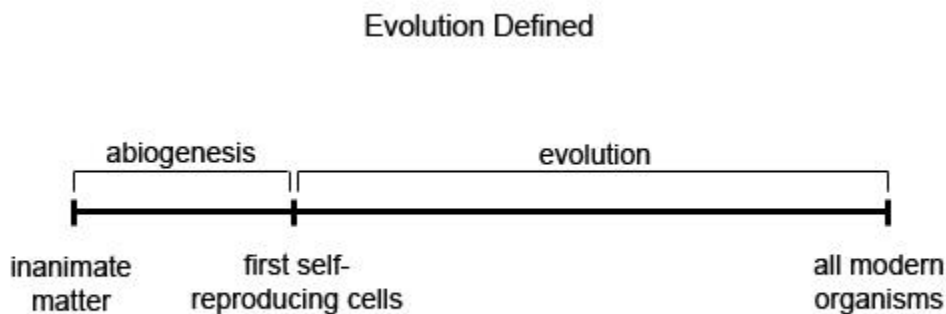 Evolution Defined
abiogenesis
evolution
inanimate
matter
first self-
reproducing cells
all modern
organisms